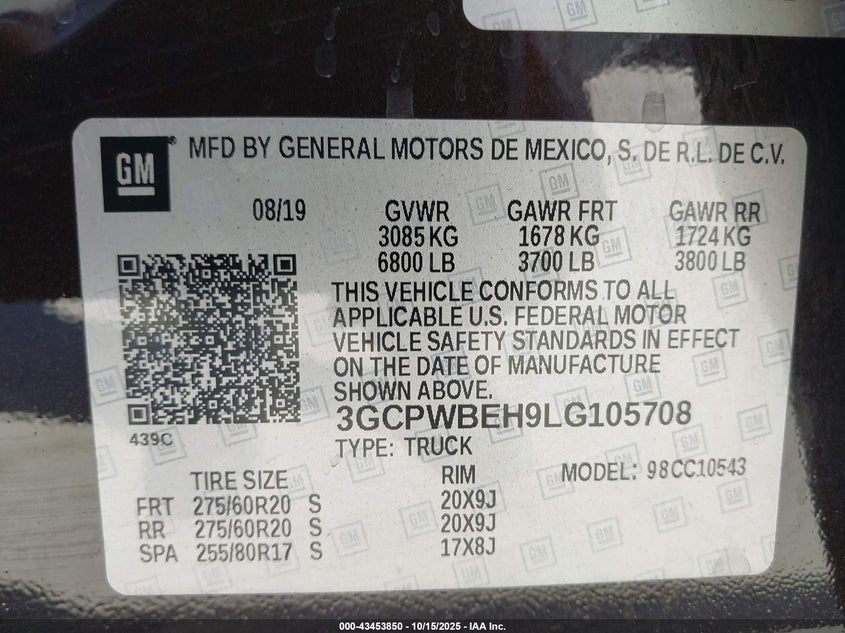 GM
GM ® MFD BY GENERAL MOTORS DE MEXICO, S. DE R.L. DE C.V.
08/19 GVWR GAWR FRT GAWR RR
3085 KG 1678 KG 1724 KG
6800 LB 3700 LB 3800 LB
THIS VEHICLE CONFORMS TO ALL
APPLICABLE U.S. FEDERAL MOTOR
VEHICLE SAFETY STANDARDS IN EFFECT
ON THE DATE OF MANUFACTURE
SHOWN ABOVE.
3GCPWBEH9LG105708
439C
TYPE: TRUCK
MODEL: 98CC10543
TIRE SIZE RIM
FRT 275/60R20 S 20X9J
RR 275/60R20 S 20X9J
SPA 255/80R17 S 17X8J
000-43453850 - 10/15/2025 - IAA Inc.